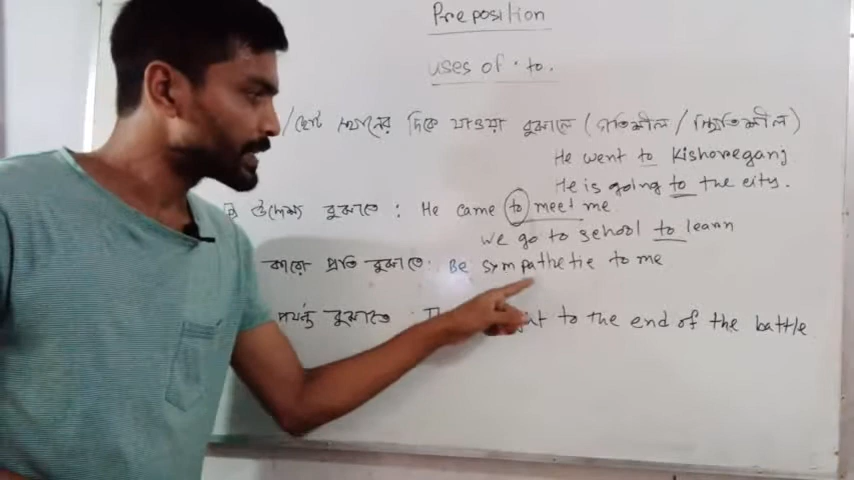 Preposition
uses of 'to.
/ছোট স্থানের দিকে যাওয়া বুঝালে (গতিশীল / স্থিতিশীল)
He went to Kishoreganj
He is going to the city.
উদ্দেশ্য বুঝাতে : He came to meet me.
We go to school to learn
কারো প্রতি বুঝাতে : Be sympathetic to me
পর্যন্ত বুঝাতে : to the end of the battle